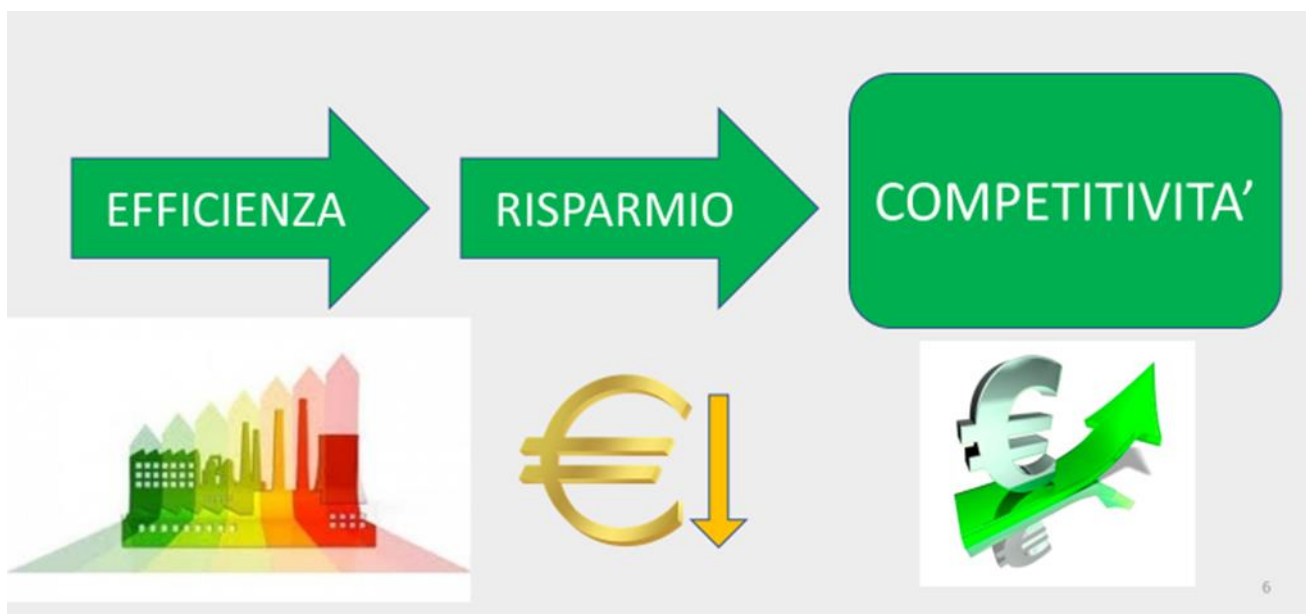 EFFICIENZA
RISPARMIO
COMPETITIVITA’
€
€
6